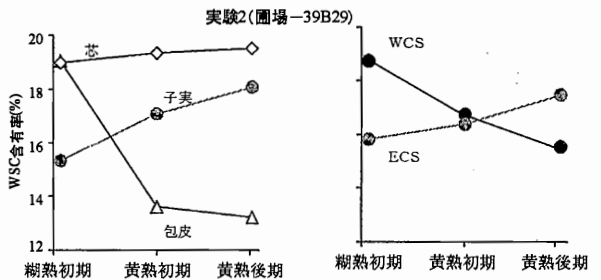 実験2(圃場－39B29)
WSC含有率(%)
20
18
16
14
12
芯
子実
包皮
糊熟初期 黄熟初期 黄熟後期
WCS
ECS
糊熟初期 黄熟初期 黄熟後期